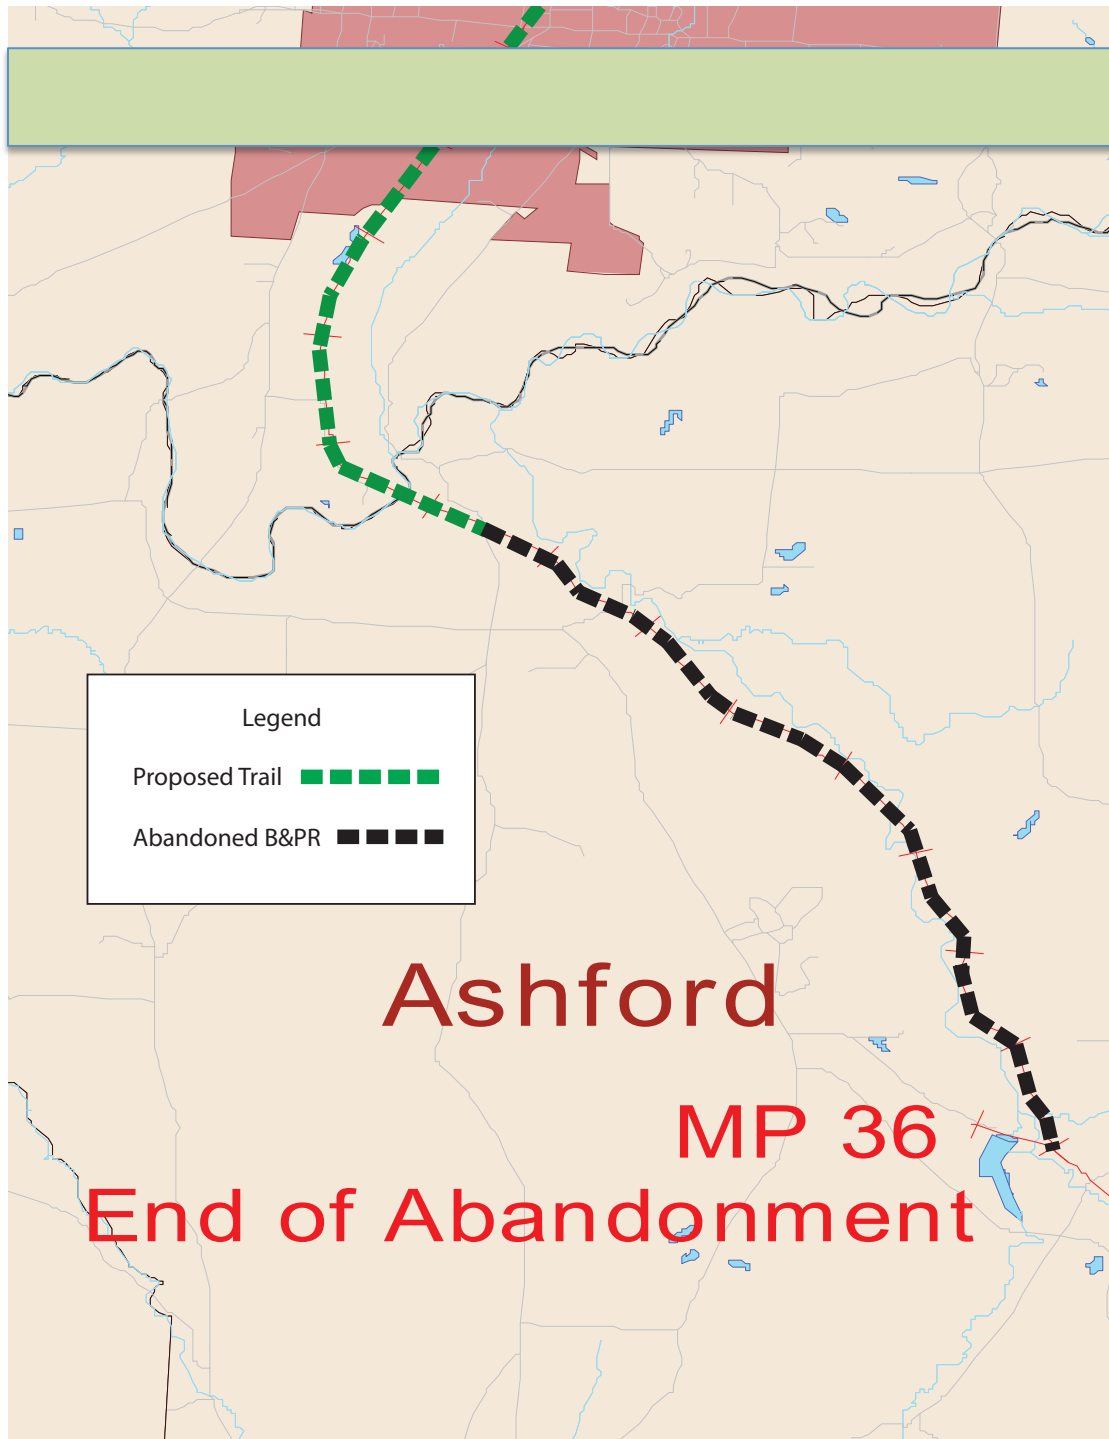 Legend
Proposed Trail
Abandoned B&PR
Ashford
MP 36
End of Abandonment